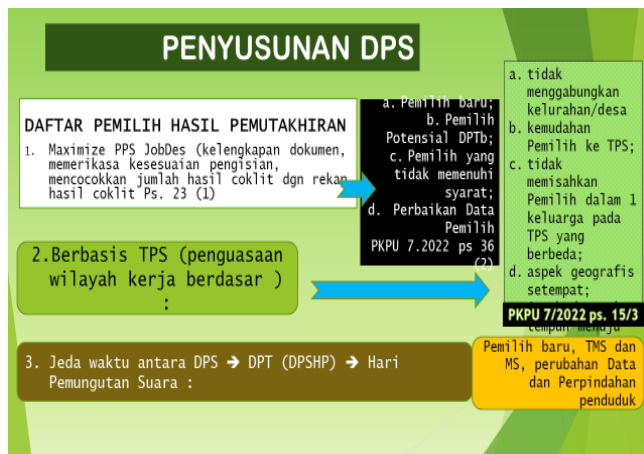 PENYUSUNAN DPS
DAFTAR PEMILIH HASIL PEMUTAKHIRAN
1. Maximize PPS JobDes (kelengkapan dokumen,
memerikasa kesesuaian pengisian,
mencocokkan jumlah hasil coklit dgn rekap
hasil coklit Ps. 23 (1)
a. Pemilih baru;
b. Pemilih
Potensial DPTb;
c. Pemilih yang
tidak memenuhi
syarat;
d. Perbaikan Data
Pemilih
PKPU 7.2022 ps 36
(2)
a. tidak
menggabungkan
kelurahan/desa
b. kemudahan
Pemilih ke TPS;
c. tidak
memisahkan
Pemilih dalam 1
keluarga pada
TPS yang
berbeda;
d. aspek geografis
setempat;
PKPU 7/2022 ps. 15/3
2.Berbasis TPS (penguasaan
wilayah kerja berdasar )
:
3. Jeda waktu antara DPS ➔ DPT (DPSHP) ➔ Hari
Pemungutan Suara :
Pemilih baru, TMS dan
MS, perubahan Data
dan Perpindahan
penduduk